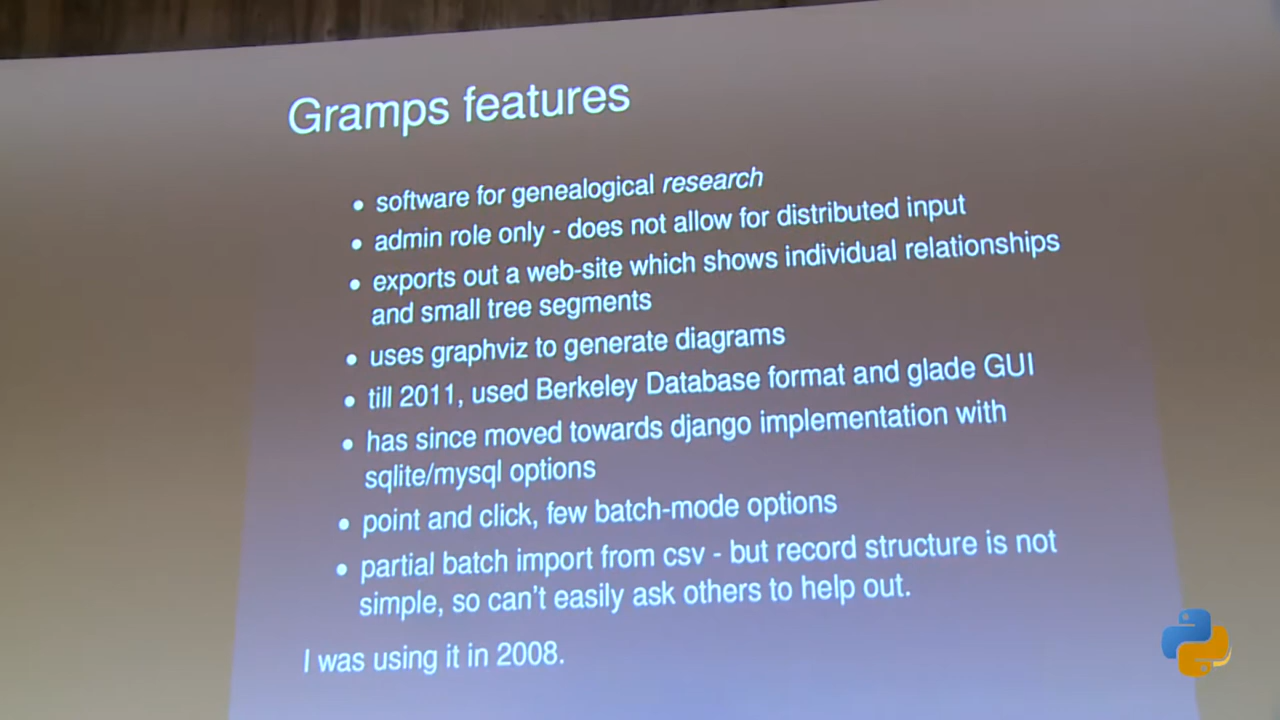 Gramps features
• software for genealogical research
• admin role only - does not allow for distributed input
• exports out a web-site which shows individual relationships
and small tree segments
• uses graphviz to generate diagrams
• till 2011, used Berkeley Database format and glade GUI
• has since moved towards django implementation with
sqlite/mysql options
• point and click, few batch-mode options
• partial batch import from csv - but record structure is not
simple, so can't easily ask others to help out.
I was using it in 2008.